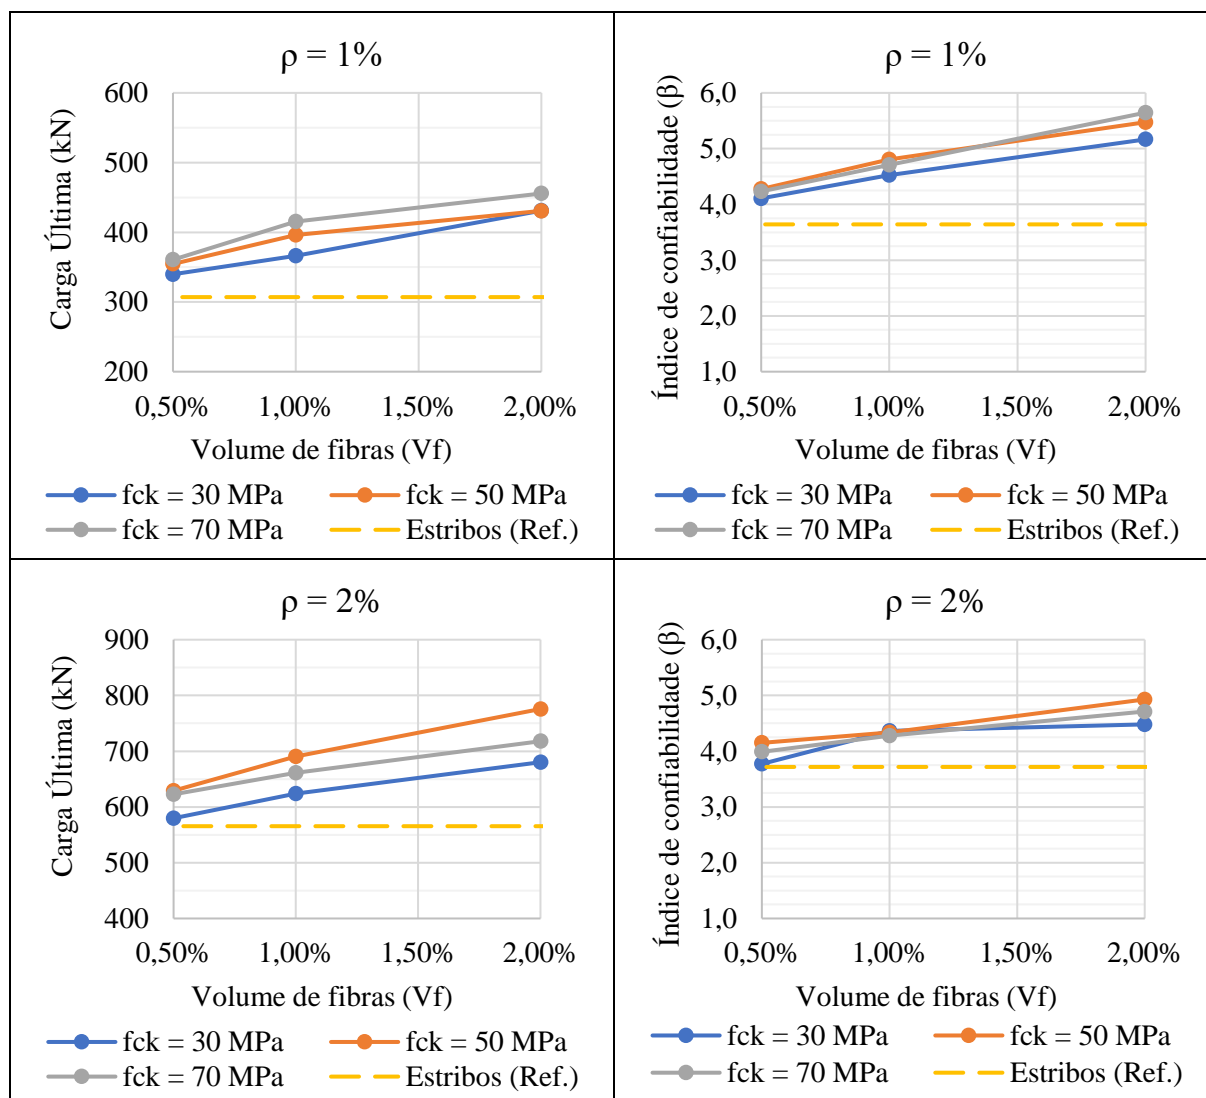 ρ = 1%
Carga Última (kN)
600
500
400
300
200
0,50% 1,00% 1,50% 2,00%
Volume de fibras (Vf)
fck = 30 MPa fck = 50 MPa
fck = 70 MPa Estribos (Ref.)
ρ = 1%
Índice de confiabilidade (β)
6,0
5,0
4,0
3,0
2,0
1,0
0,50% 1,00% 1,50% 2,00%
Volume de fibras (Vf)
fck = 30 MPa fck = 50 MPa
fck = 70 MPa Estribos (Ref.)
ρ = 2%
Carga Última (kN)
900
800
700
600
500
400
0,50% 1,00% 1,50% 2,00%
Volume de fibras (Vf)
fck = 30 MPa fck = 50 MPa
fck = 70 MPa Estribos (Ref.)
ρ = 2%
Índice de confiabilidade (β)
6,0
5,0
4,0
3,0
2,0
1,0
0,50% 1,00% 1,50% 2,00%
Volume de fibras (Vf)
fck = 30 MPa fck = 50 MPa
fck = 70 MPa Estribos (Ref.)